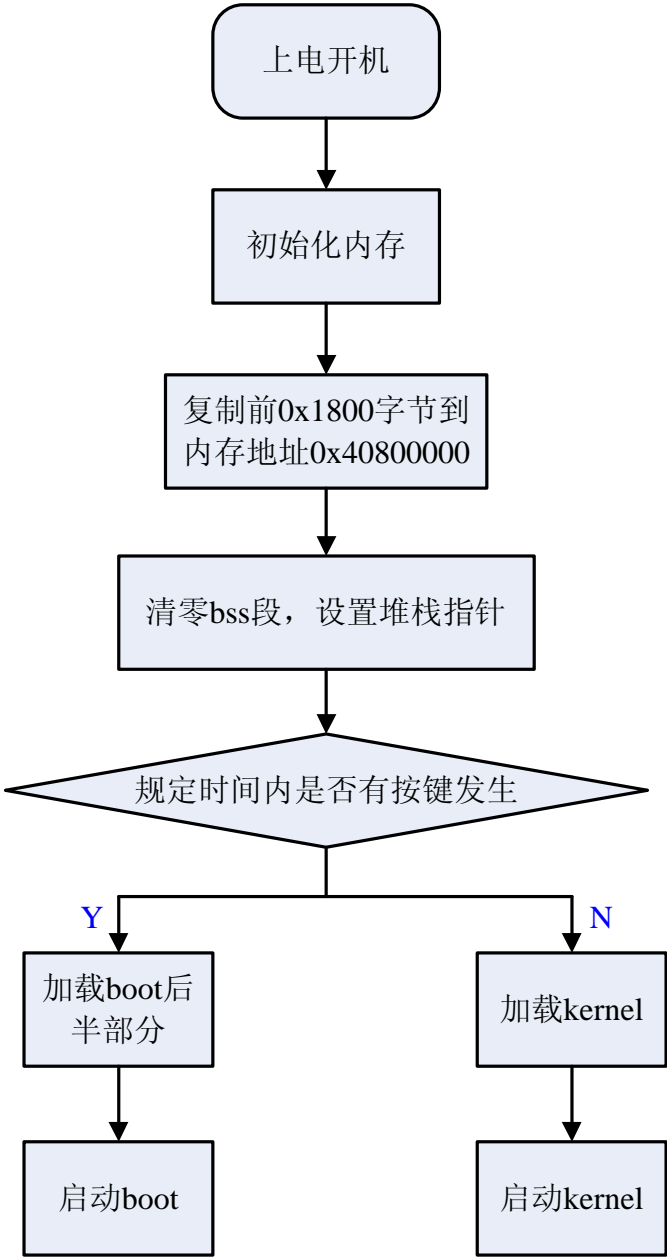 上电开机
初始化内存
复制前0x1800字节到
内存地址0x40800000
清零bss段，设置堆栈指针
规定时间内是否有按键发生
Y
N
加载boot后
半部分
加载kernel
启动boot
启动kernel